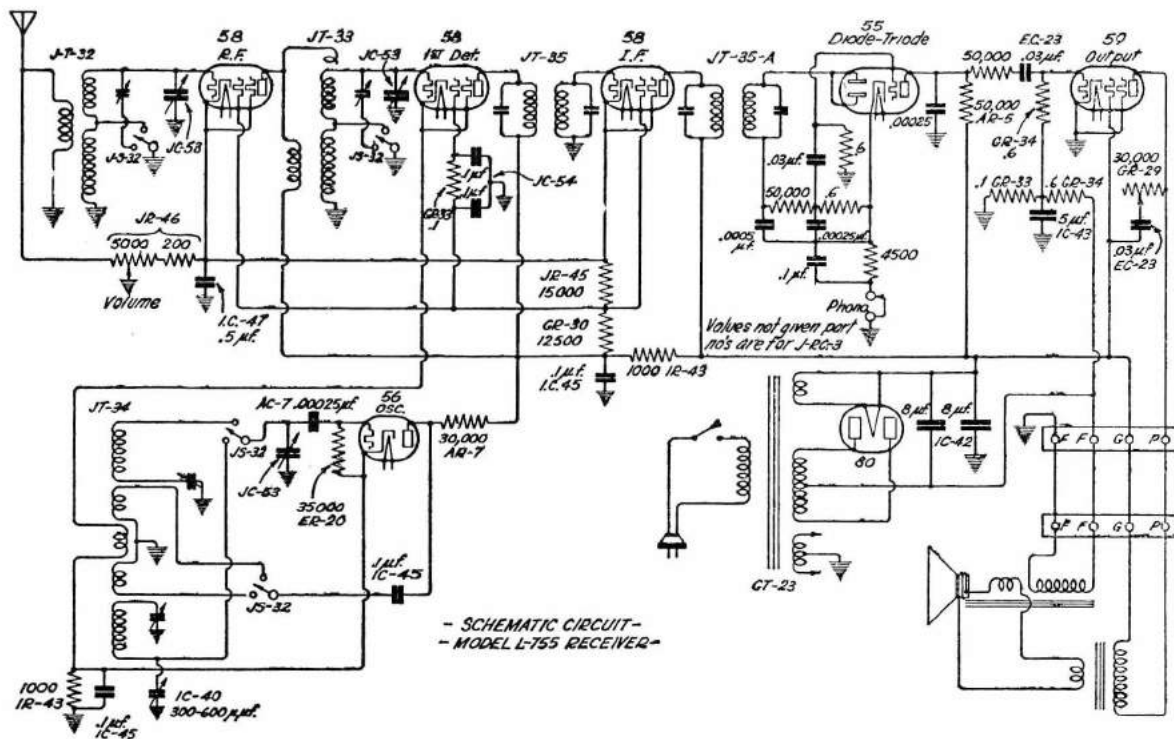 58
R.F.
J-T-32
JT-33
JC-53
58
1st Det.
JT-35
58
I.F.
JT-35-A
55
Diode-Triode
50,000
E.C.-23
.03µf.
59
Output
J-S-32
JC-53
JS-32
.1µf
.1µf
GR33
.1
JC-54
.00025
50,000
AR-5
GR-34
.6
30,000
GR-29
.03µf.
.6
50,000
.6
.1 GR-33
.6 GR-34
.5µf
IC-43
.03µf
EC-23
.0005
µf.
.00025µf.
.1µf.
4500
Phono.
JR-46
5000 200
Volume
I.C.-47
.5µf.
JR-45
15000
GR-30
12500
.1µf
I.C.45
1000 IR-43
Values not given part
no's are for J-RC-3
JT-34
AC-7 .00025µf
56
osc.
JS-32
JC-53
35000
ER-20
30,000
AR-7
80
8µf.
8µf.
IC-42
F F G P
F F G P
GT-23
JS-32
.1µf
IC-45
- SCHEMATIC CIRCUIT -
- MODEL L-755 RECEIVER -
1000
IR-43
.1µf.
IC-45
IC-40
300-600µµf.